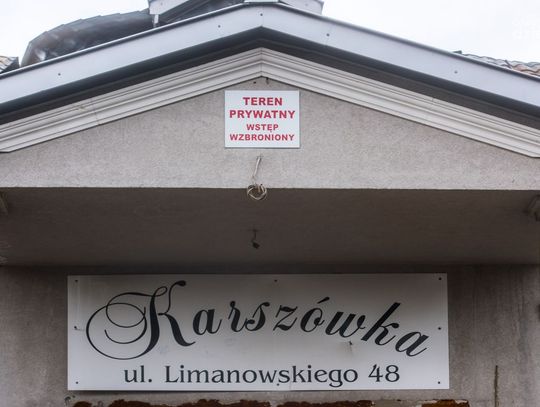 TEREN
PRYWATNY
WSTĘP
WZBRONIONY
Karszówka
ul. Limanowskiego 48